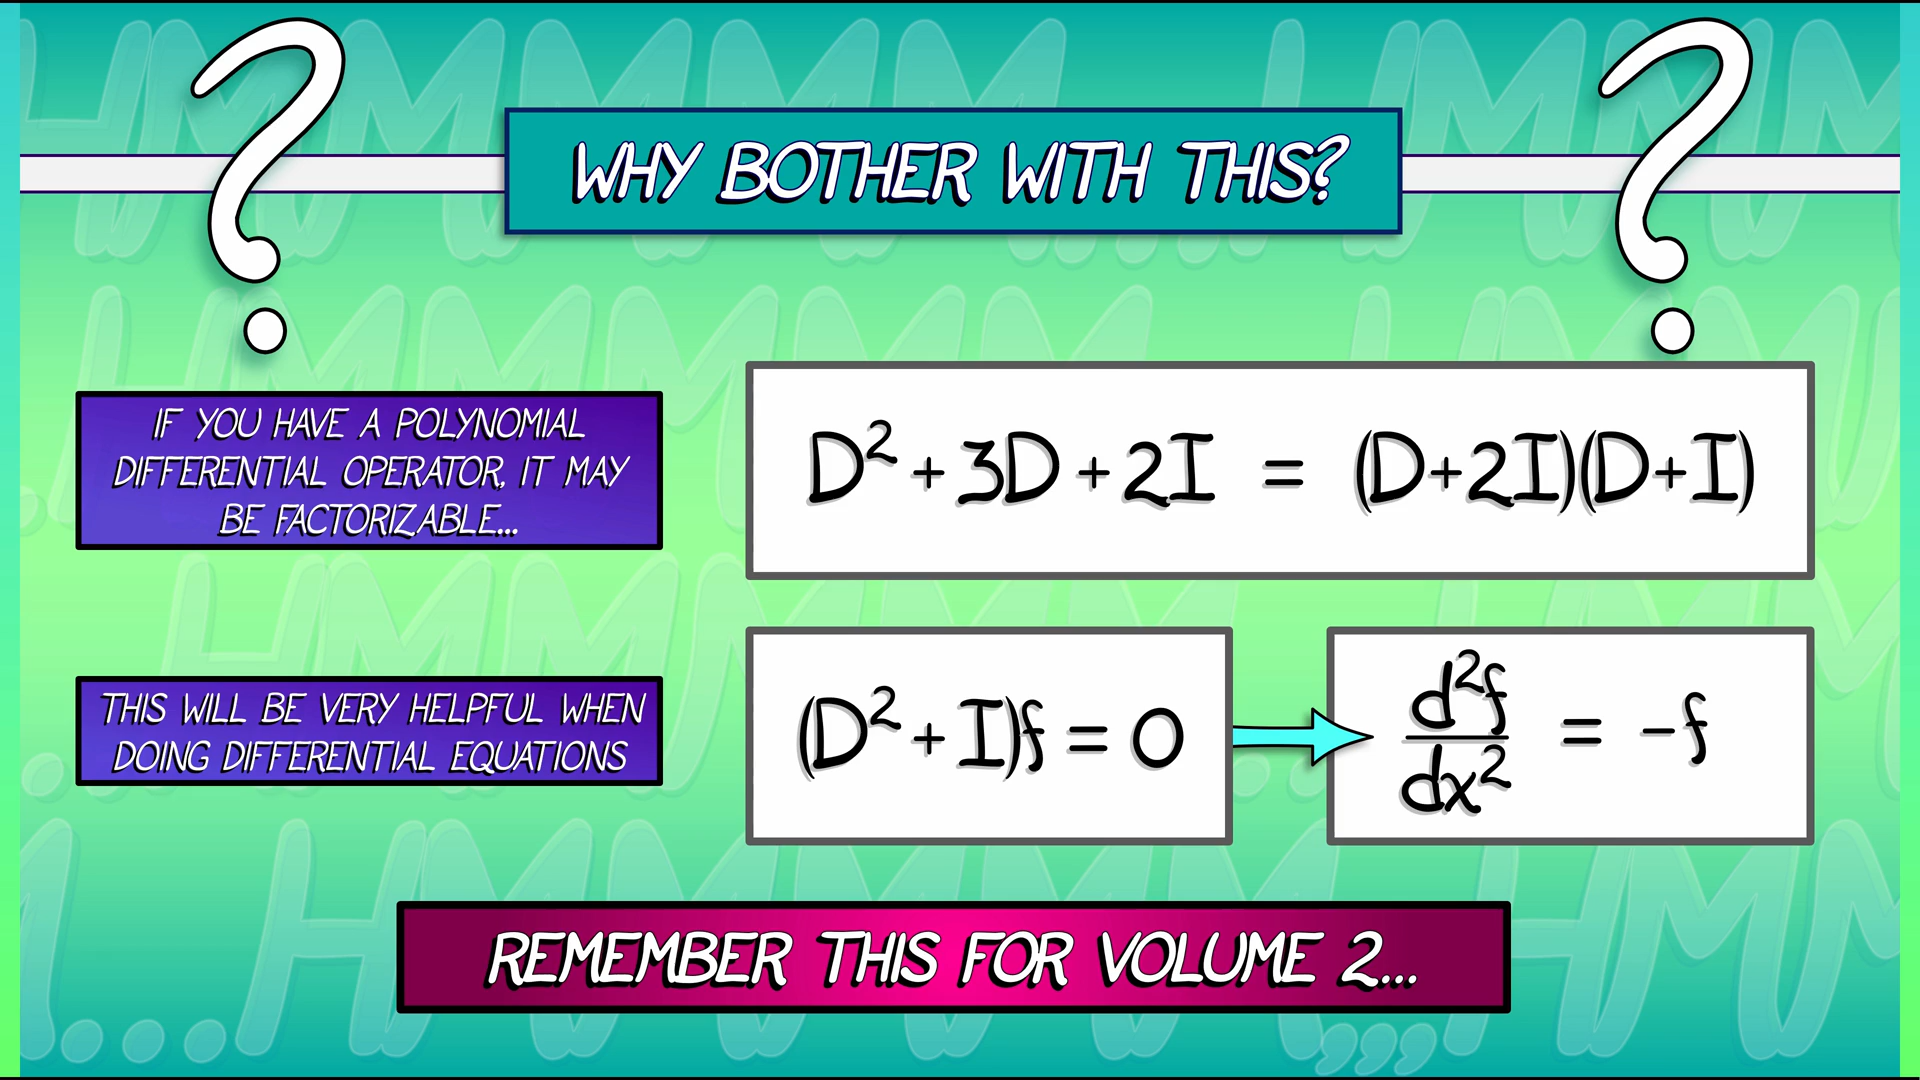 WHY BOTHER WITH THIS?
?
?
IF YOU HAVE A POLYNOMIAL
DIFFERENTIAL OPERATOR, IT MAY
BE FACTORIZABLE...
D² + 3D + 2I = (D+2I)(D+I)
THIS WILL BE VERY HELPFUL WHEN
DOING DIFFERENTIAL EQUATIONS
(D² + I)f = 0
d²f
dx²
= -f
REMEMBER THIS FOR VOLUME 2...